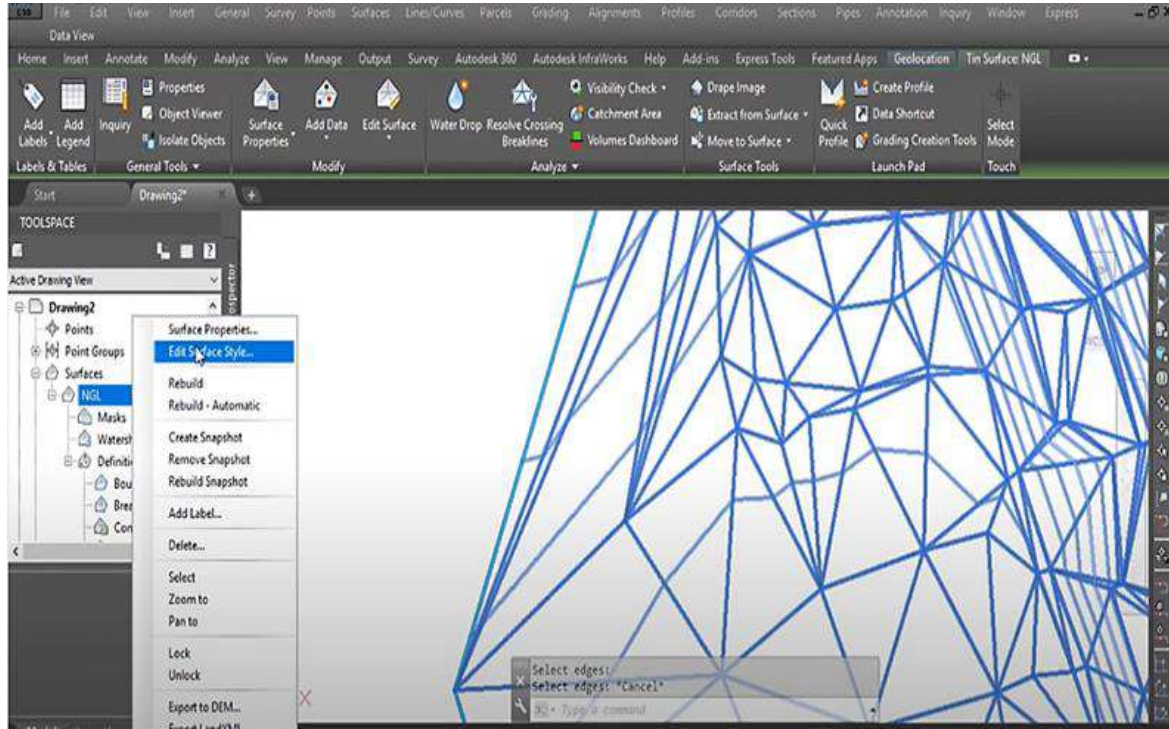 C3D File Edit View Insert General Survey Points Surfaces Lines/Curves Parcels Grading Alignments Profiles Corridors Sections Pipes Annotation Inquiry Window Express
Data View
Home Insert Annotate Modify Analyze View Manage Output Survey Autodesk 360 Autodesk InfraWorks Help Add-ins Express Tools Featured Apps Geolocation Tin Surface: NGL
Add Labels
Add Legend
Inquiry
Properties
Object Viewer
Isolate Objects
Surface Properties
Add Data
Edit Surface
Water Drop
Resolve Crossing Breaklines
Visibility Check
Catchment Area
Volumes Dashboard
Drape Image
Extract from Surface
Move to Surface
Quick Profile
Create Profile
Data Shortcut
Grading Creation Tools
Select Mode
Labels & Tables General Tools Modify Analyze Surface Tools Launch Pad Touch
Start Drawing2* +
TOOLSPACE
?
Active Drawing View
Drawing2
Points
Point Groups
Surfaces
NGL
Masks
Watersh
Definiti
Bou
Brea
Con
Surface Properties...
Edit Surface Style...
Rebuild
Rebuild - Automatic
Create Snapshot
Remove Snapshot
Rebuild Snapshot
Add Label...
Delete...
Select
Zoom to
Pan to
Lock
Unlock
Export to DEM...
Select edges:
Select edges: *Cancel*
Type a command
X